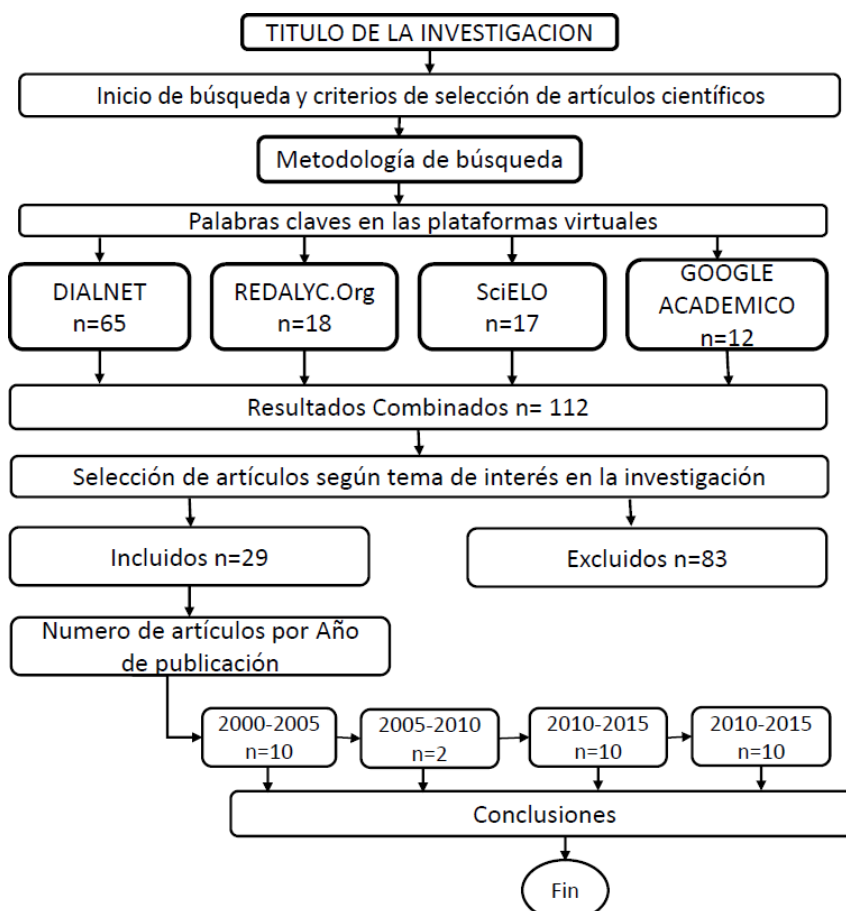 TITULO DE LA INVESTIGACION
Inicio de búsqueda y criterios de selección de artículos científicos
Metodología de búsqueda
Palabras claves en las plataformas virtuales
DIALNET
n=65
REDALYC.Org
n=18
SciELO
n=17
GOOGLE
ACADEMICO
n=12
Resultados Combinados n= 112
Selección de artículos según tema de interés en la investigación
Incluidos n=29
Excluidos n=83
Numero de artículos por Año
de publicación
2000-2005
n=10
2005-2010
n=2
2010-2015
n=10
2010-2015
n=10
Conclusiones
Fin